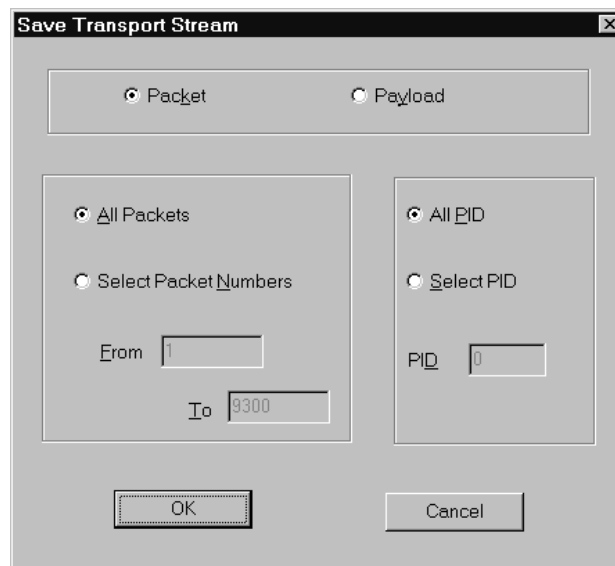 Save Transport Stream
Packet
Payload
All Packets
Select Packet Numbers
From 1
To 9300
All PID
Select PID
PID 0
OK
Cancel